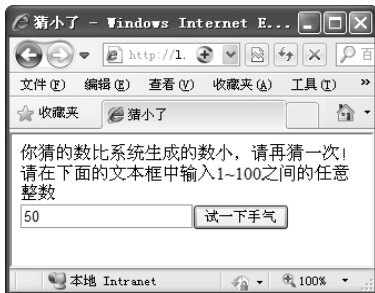 猜小了 - Windows Internet E...
http://1.
百
文件(F) 编辑(E) 查看(V) 收藏夹(A) 工具(T) »
收藏夹 猜小了
你猜的数比系统生成的数小，请再猜一次！
请在下面的文本框中输入1~100之间的任意
整数
50 试一下手气
本地 Intranet 100%